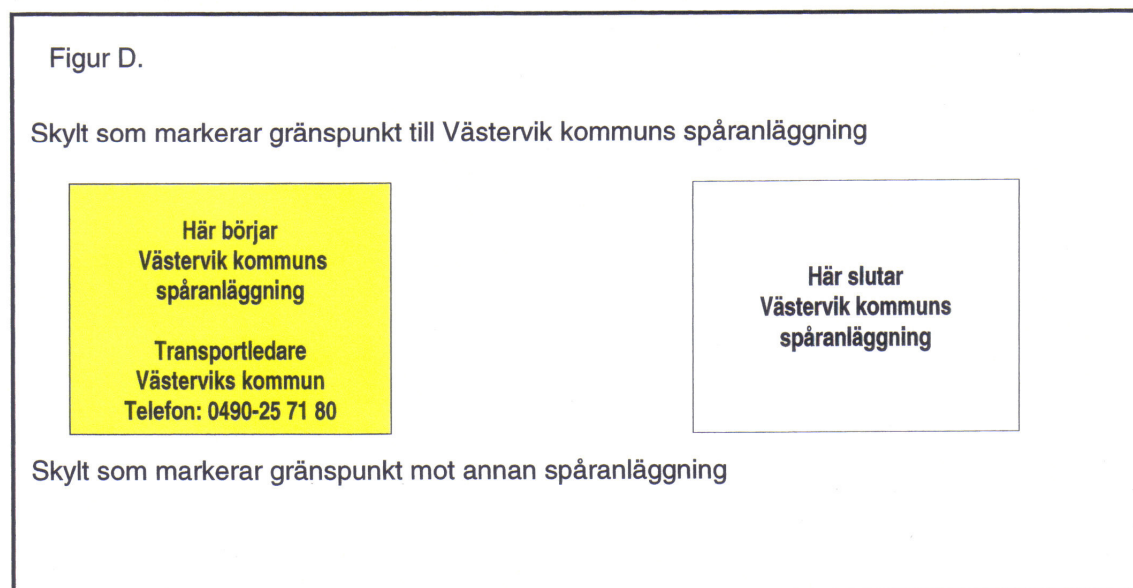 Figur D.
Skylt som markerar gränspunkt till Västervik kommuns spåranläggning
Här börjar
Västervik kommuns
spåranläggning
Transportledare
Västerviks kommun
Telefon: 0490-25 71 80
Här slutar
Västervik kommuns
spåranläggning
Skylt som markerar gränspunkt mot annan spåranläggning